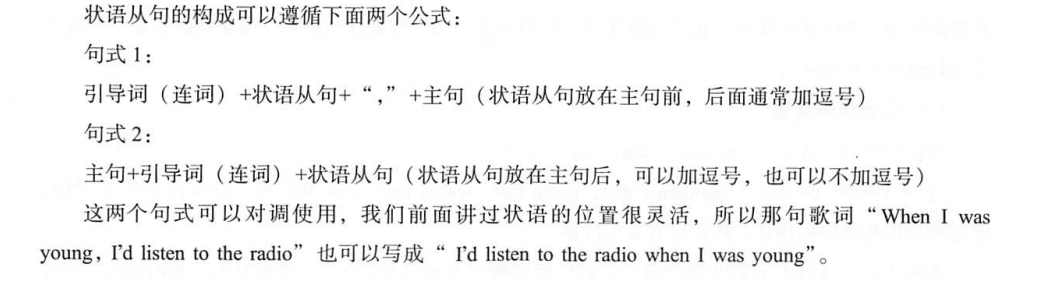 状语从句的构成可以遵循下面两个公式：
句式 1：
引导词（连词）+状语从句+“，”+主句（状语从句放在主句前，后面通常加逗号）
句式 2：
主句+引导词（连词）+状语从句（状语从句放在主句后，可以加逗号，也可以不加逗号）
这两个句式可以对调使用，我们前面讲过状语的位置很灵活，所以那句歌词“When I was
young，I'd listen to the radio”也可以写成“ I'd listen to the radio when I was young”。